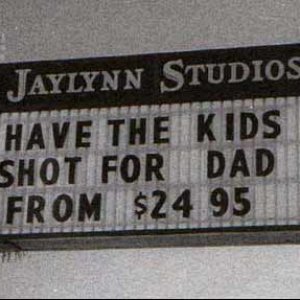 JAYLYNN STUDIOS
HAVE THE KIDS
SHOT FOR DAD
FROM $24 95